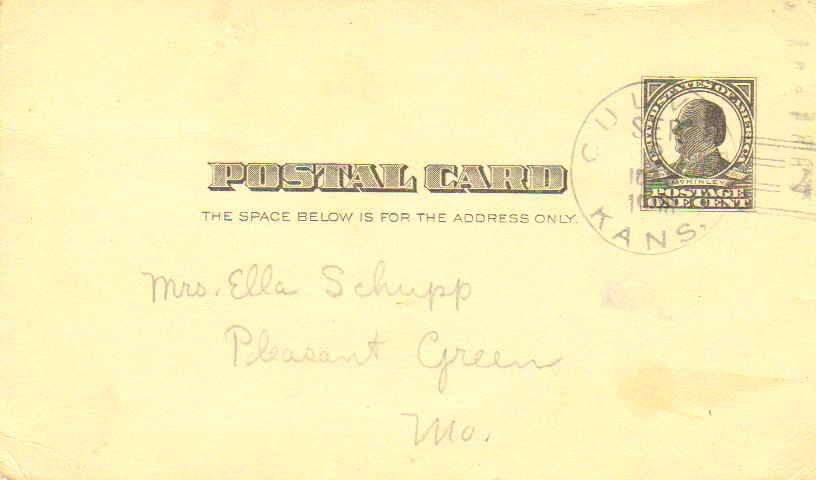 UNITED STATES OF AMERICA
McKINLEY
POSTAGE
ONE CENT
SEP
KANS.
POSTAL CARD
THE SPACE BELOW IS FOR THE ADDRESS ONLY.
Mrs. Ella Schupp
Pleasant Green
Mo.